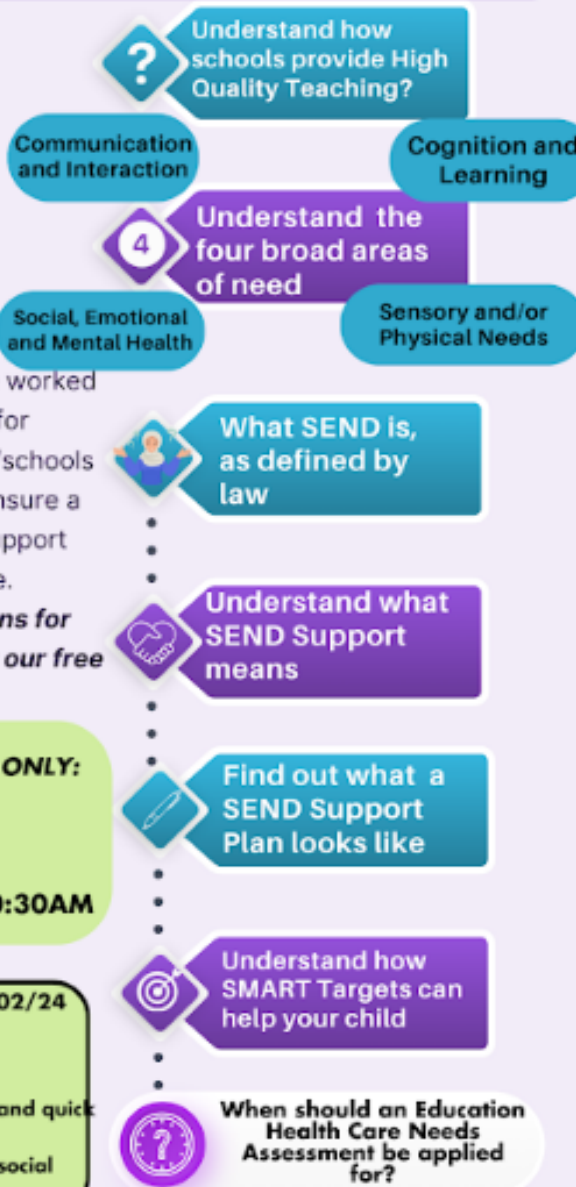 ?
Understand how
schools provide High
Quality Teaching?
Communication
and Interaction
Cognition and
Learning
4
Understand the
four broad areas
of need
Social, Emotional
and Mental Health
Sensory and/or
Physical Needs
worked
for
schools
a
e.
for
our free
What SEND is,
as defined by
law
Understand what
SEND Support
means
ONLY:
:30AM
Find out what a
SEND Support
Plan looks like
02/24
Understand how
SMART Targets can
help your child
and quick
social
?
When should an Education
Health Care Needs
Assessment be applied
for?